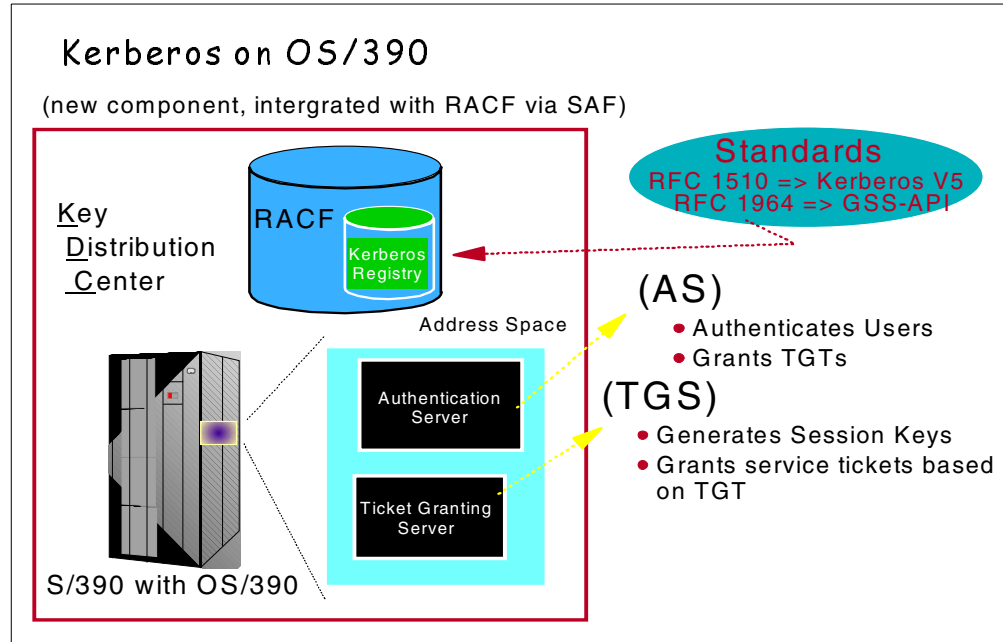 Kerberos on OS/390
(new component, intergrated with RACF via SAF)
Standards
RFC 1510 => Kerberos V5
RFC 1964 => GSS-API
Key
Distribution
Center
RACF
Kerberos
Registry
Address Space
(AS)
• Authenticates Users
• Grants TGTs
Authentication
Server
(TGS)
• Generates Session Keys
• Grants service tickets based
on TGT
Ticket Granting
Server
S/390 with OS/390